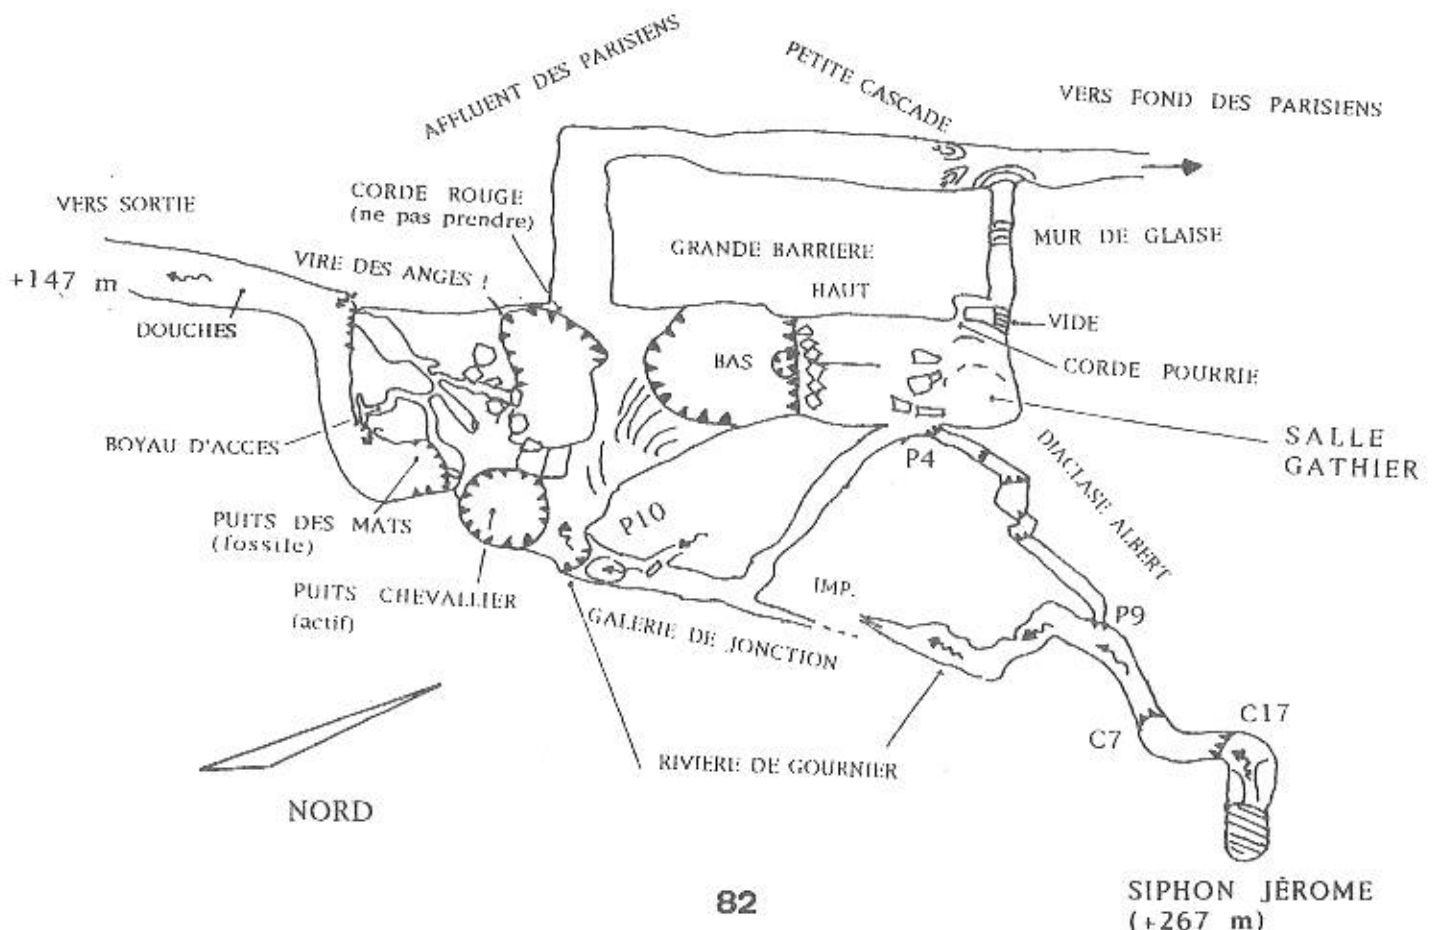 AFFLUENT DES PARISIENS
PETITE CASCADE
VERS FOND DES PARISIENS
VERS SORTIE
CORDE ROUGE
(ne pas prendre)
MUR DE GLAISE
GRANDE BARRIERE
VIRE DES ANGES !
+147 m
HAUT
DOUCHES
VIDE
BAS
CORDE POURRIE
BOYAU D'ACCES
SALLE
GATHIER
P4
DIACLASE ALBERT
PUITS DES MATS
(fossile)
P10
PUITS CHEVALLIER
(actif)
IMP.
P9
GALERIE DE JONCTION
C17
C7
RIVIERE DE GOURNIER
NORD
SIPHON JÉROME
(+267 m)
82